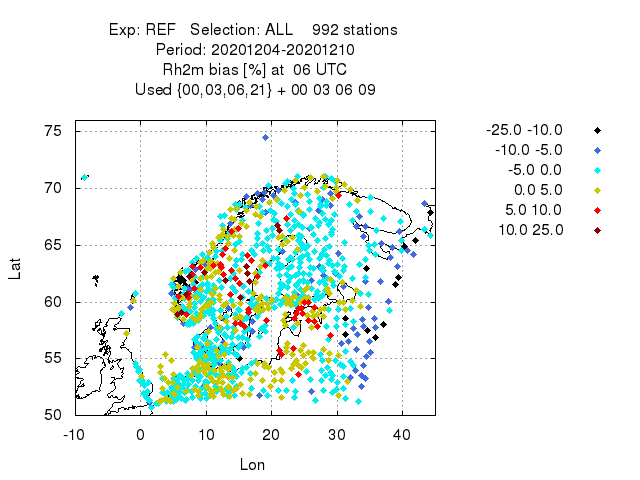 Exp: REF   Selection: ALL    992 stations
Period: 20201204-20201210
Rh2m bias [%] at  06 UTC
Used {00,03,06,21} + 00 03 06 09
-25.0 -10.0
-10.0 -5.0
-5.0 0.0
0.0 5.0
5.0 10.0
10.0 25.0
75
70
65
60
55
50
Lat
-10 0 10 20 30 40
Lon